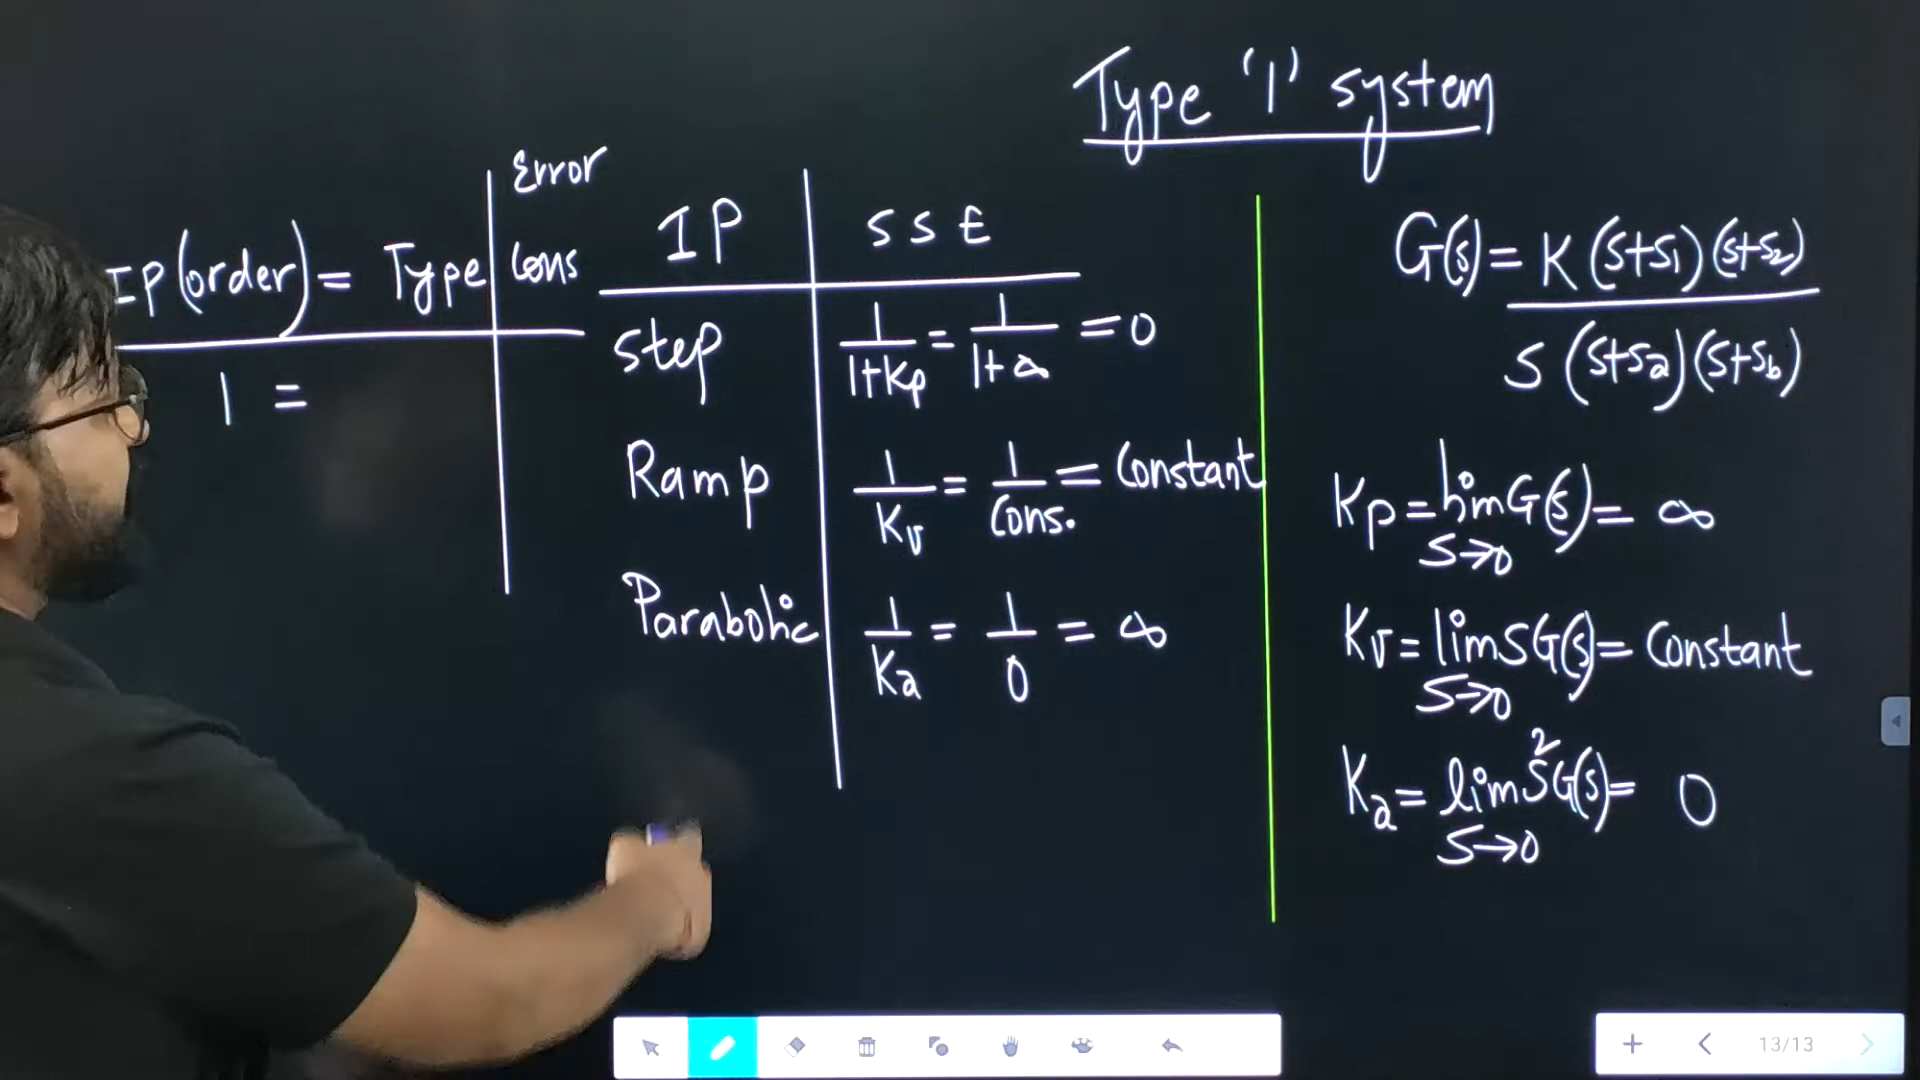 Type '1' system
Error
IP(order) = Type Cons
1 =
IP SSE
Step 1/(1+Kp) = 1/(1+∞) = 0
Ramp 1/Kv = 1/Cons. = Constant
Parabolic 1/Ka = 1/0 = ∞
G(s) = K(s+s1)(s+s2)
s(s+sa)(s+sb)
Kp = lim G(s) = ∞
s→0
Kv = lim sG(s) = Constant
s→0
Ka = lim s²G(s) = 0
s→0
13/13